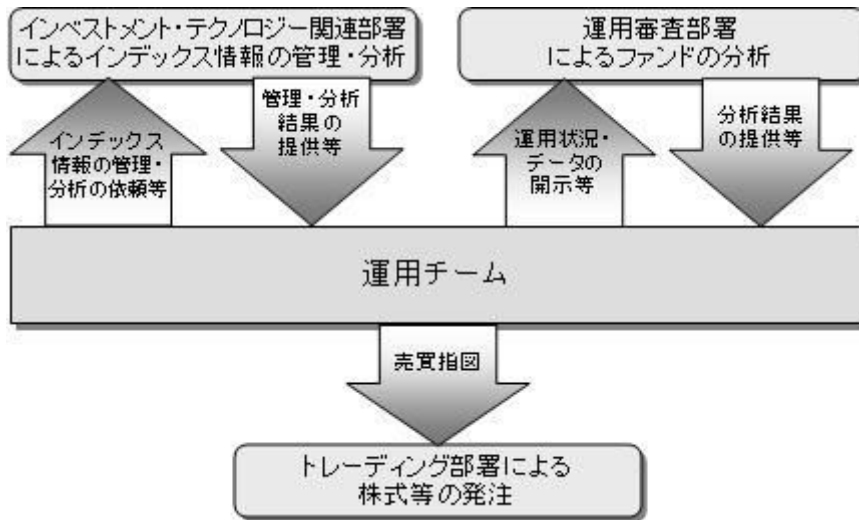 インベストメント・テクノロジー関連部署
によるインデックス情報の管理・分析
運用審査部署
によるファンドの分析
インデックス
情報の管理・
分析の依頼等
管理・分析
結果の
提供等
運用状況・
データの
開示等
分析結果
の提供等
運用チーム
売買指図
トレーディング部署による
株式等の発注